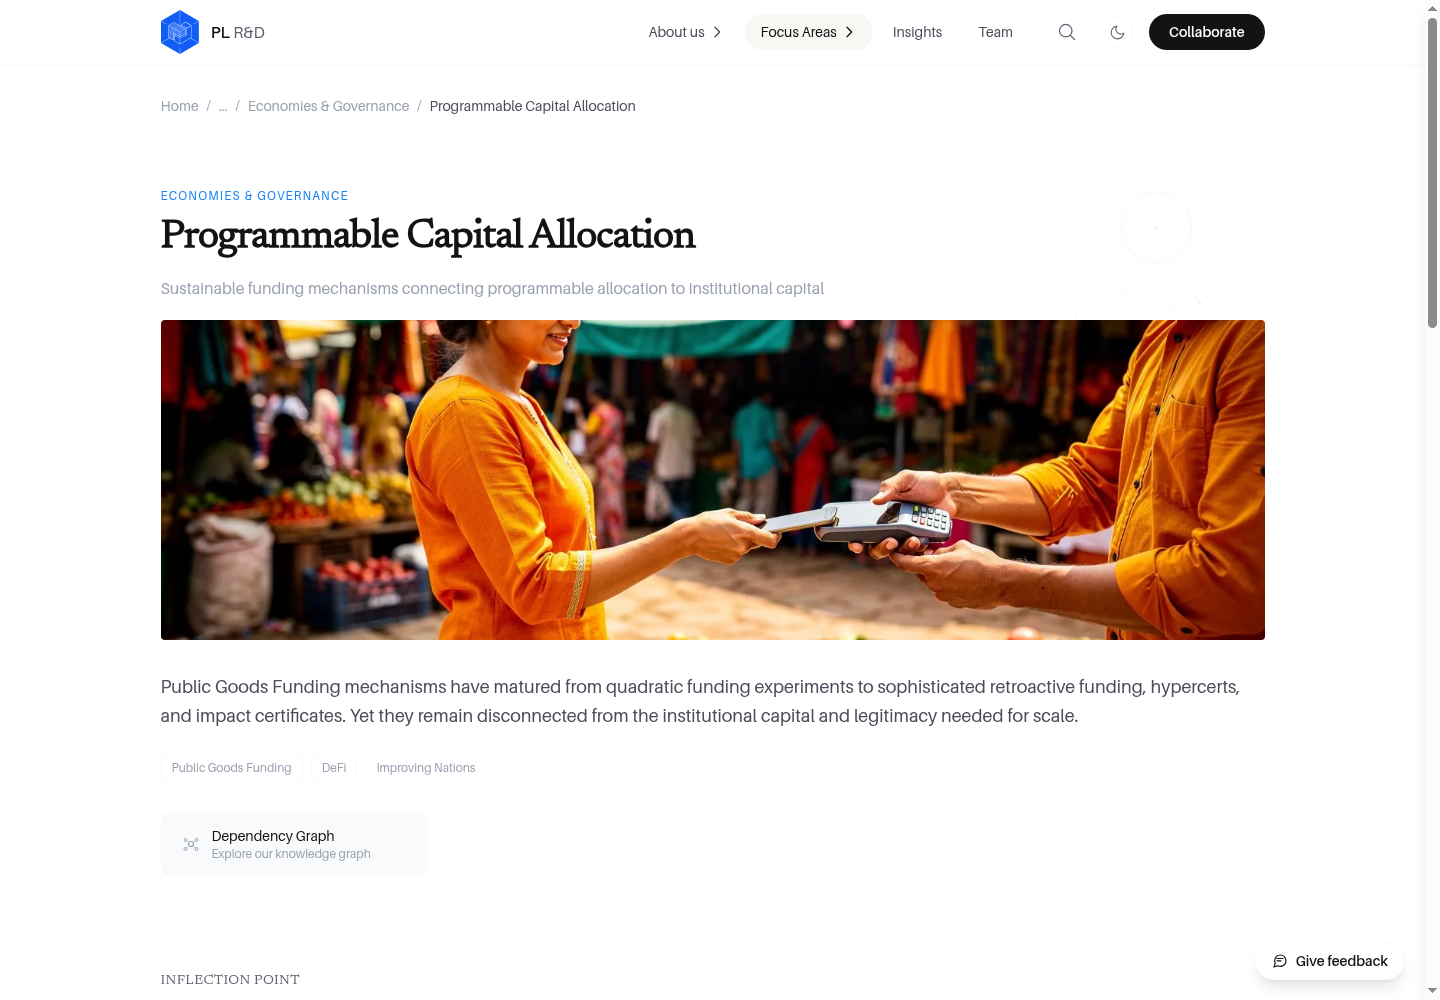 PL R&D
About us
Focus Areas
Insights
Team
Collaborate
Home / ... / Economies & Governance / Programmable Capital Allocation
ECONOMIES & GOVERNANCE
Programmable Capital Allocation
Sustainable funding mechanisms connecting programmable allocation to institutional capital
Public Goods Funding mechanisms have matured from quadratic funding experiments to sophisticated retroactive funding, hypercerts,
and impact certificates. Yet they remain disconnected from the institutional capital and legitimacy needed for scale.
Public Goods Funding
DeFi
Improving Nations
Dependency Graph
Explore our knowledge graph
INFLECTION POINT
Give feedback